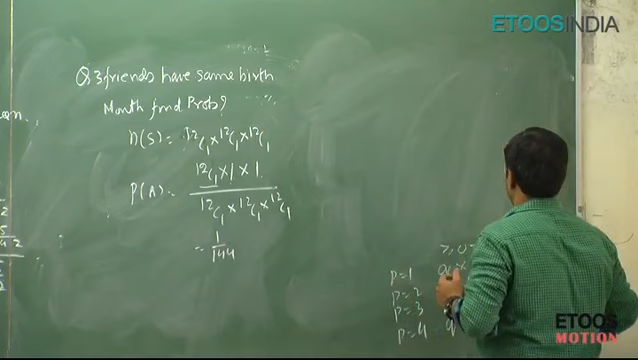 ETOOSINDIA
Q. 3 friends have same birth
Month find Prob?
n(S) = ¹²C₁ × ¹²C₁ × ¹²C₁
P(A) = ¹²C₁ × 1 × 1
¹²C₁ × ¹²C₁ × ¹²C₁
= 1
144
P=1
P=2
P=3
P=4
ETOOS
MOTION